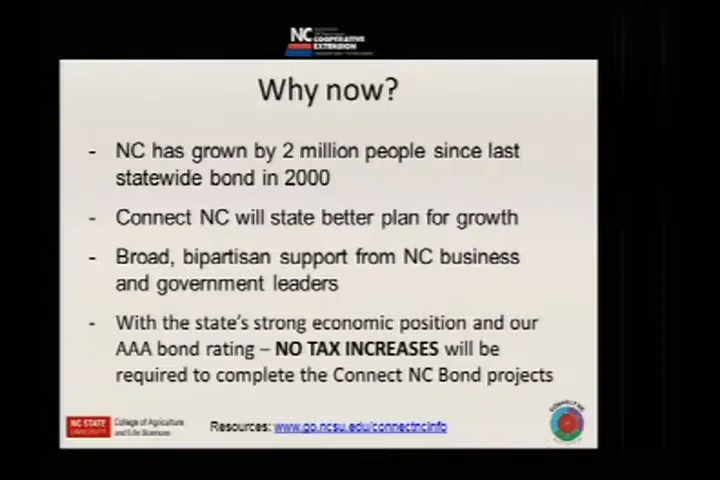 NC
COOPERATIVE
EXTENSION
Why now?
- NC has grown by 2 million people since last
statewide bond in 2000
- Connect NC will state better plan for growth
- Broad, bipartisan support from NC business
and government leaders
- With the state's strong economic position and our
AAA bond rating – NO TAX INCREASES will be
required to complete the Connect NC Bond projects
NC STATE
UNIVERSITY
College of Agriculture
and Life Sciences
Resources: www.go.ncsu.edu/connectncinfo
CONNECT NC